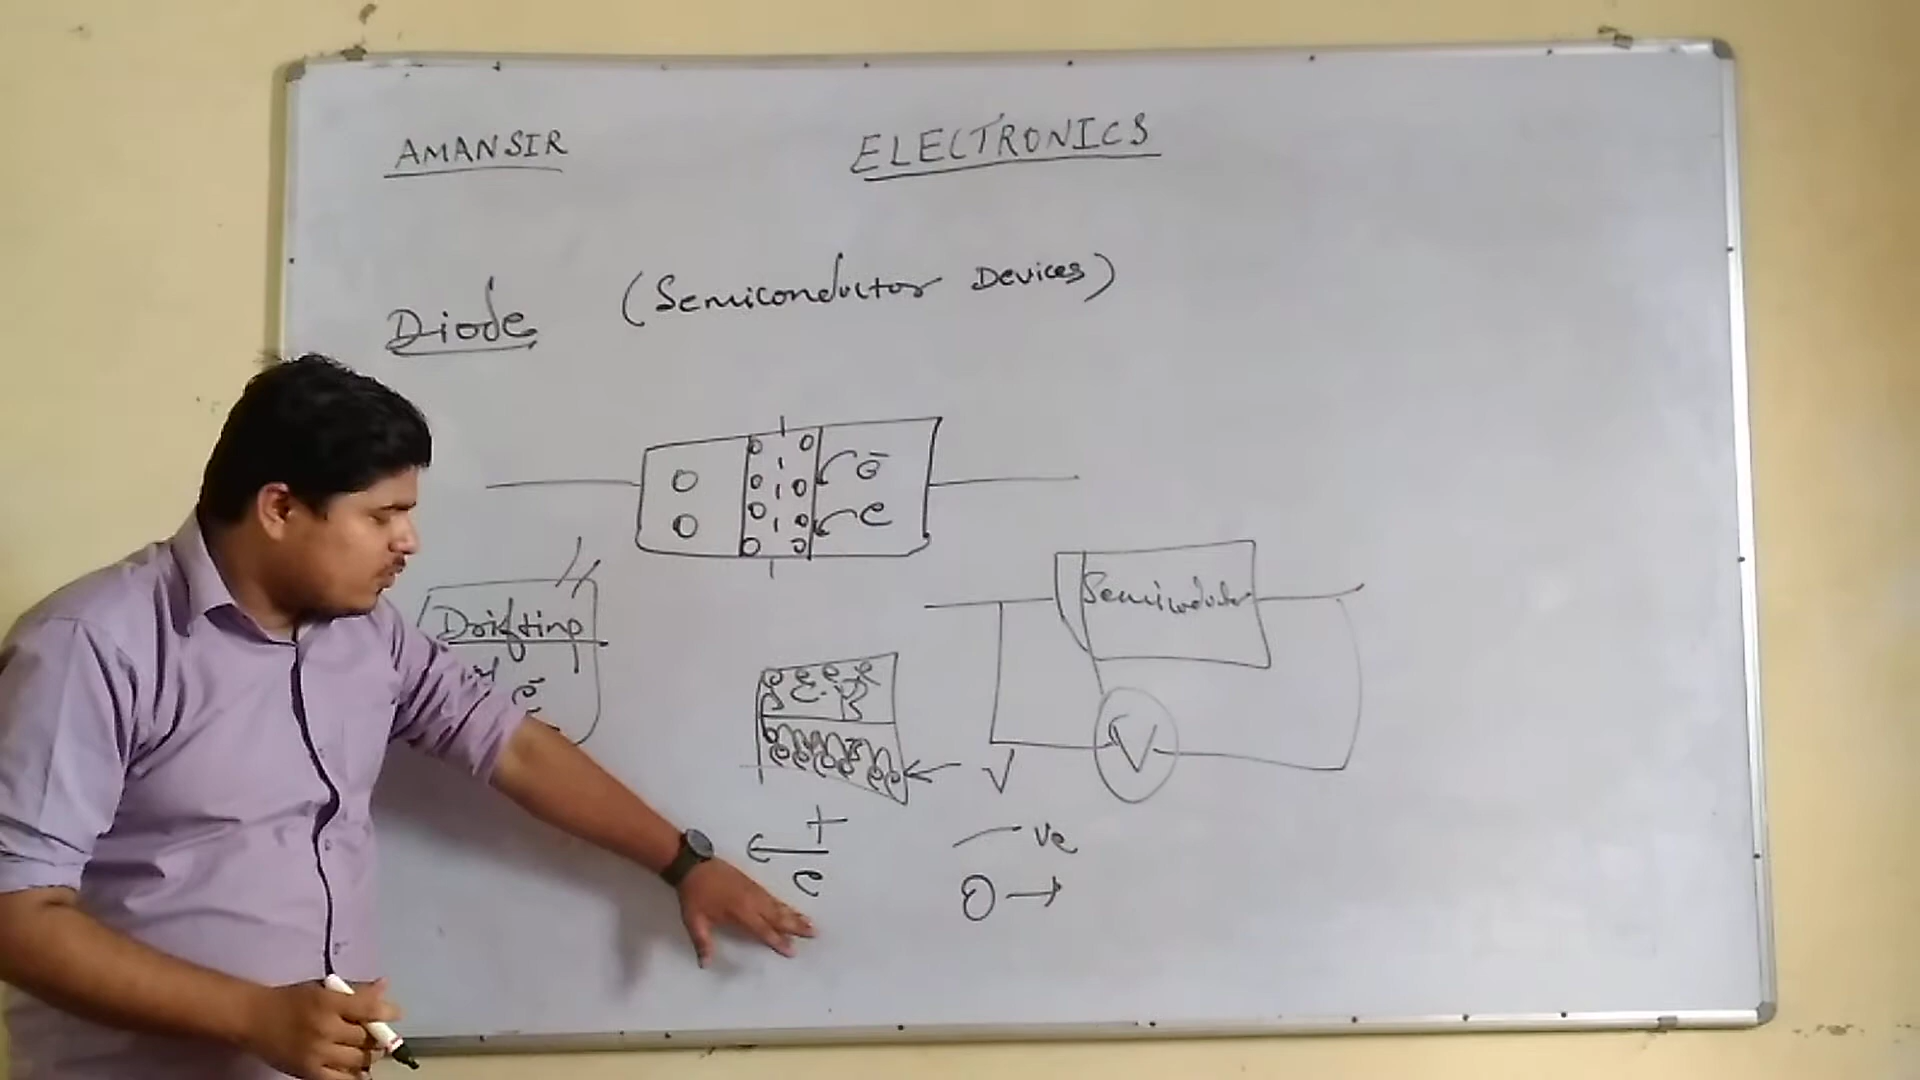 AMANSIR
ELECTRONICS
Diode
(Semiconductor Devices)
ē
e
Drifting
Semiconductor
ē
V
V
+
- ve
e
O →